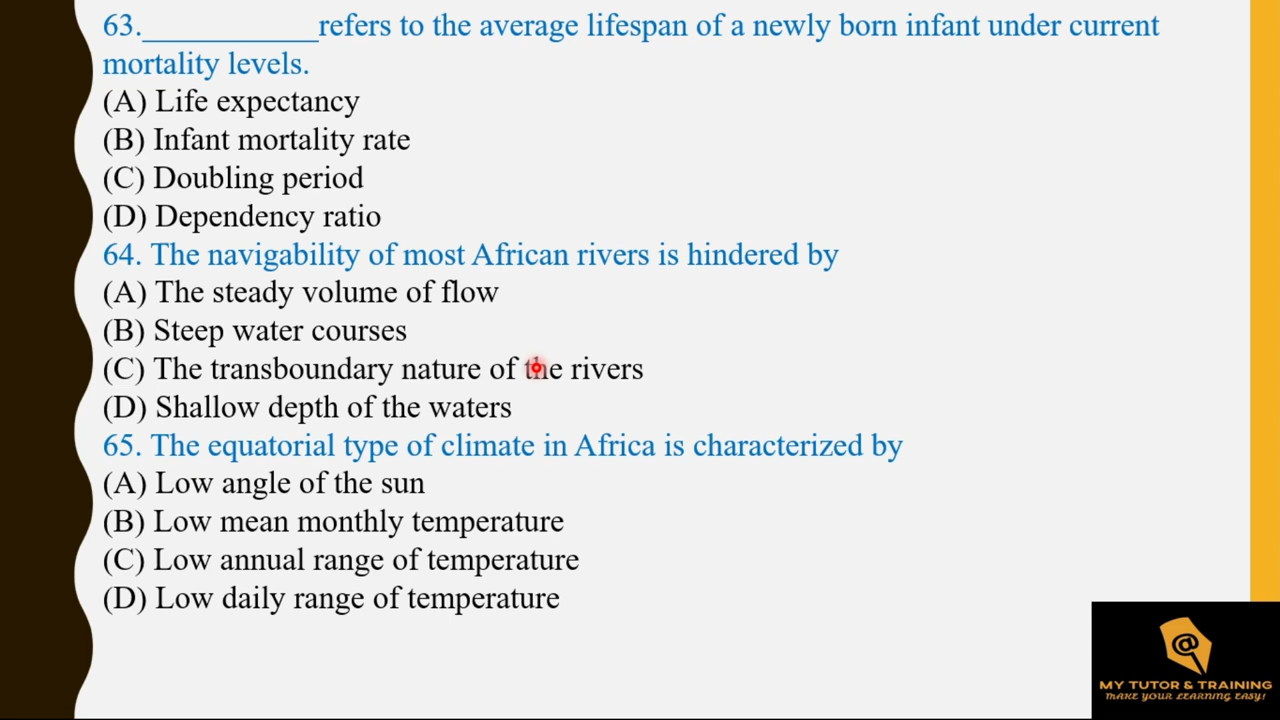 63.___________refers to the average lifespan of a newly born infant under current
mortality levels.
(A) Life expectancy
(B) Infant mortality rate
(C) Doubling period
(D) Dependency ratio
64. The navigability of most African rivers is hindered by
(A) The steady volume of flow
(B) Steep water courses
(C) The transboundary nature of the rivers
(D) Shallow depth of the waters
65. The equatorial type of climate in Africa is characterized by
(A) Low angle of the sun
(B) Low mean monthly temperature
(C) Low annual range of temperature
(D) Low daily range of temperature
@
MY TUTOR & TRAINING
MAKE YOUR LEARNING EASY!